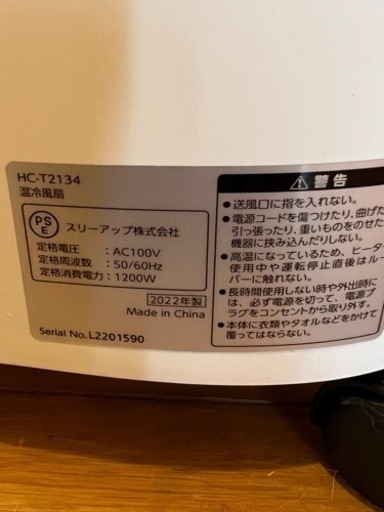 HC-T2134
温冷風扇
PS
E
スリーアップ株式会社
定格電圧 : AC100V
定格周波数 : 50/60Hz
定格消費電力 : 1200W
2022年製
Made in China
Serial No. L2201590
警告
●送風口に指を入れない。
●電源コードを傷つけたり、曲げた
引っ張ったり、重いものをのせた
機器に挟み込んだりしない。
●高温になっているため、ヒータ
使用中や運転停止直後はルー
バーに触れない。
●長時間使用しない時や外出時に
は、必ず電源を切って、電源プ
ラグをコンセントから取り外す。
●本体に衣類やタオルなどをかけて
覆ってはならない。